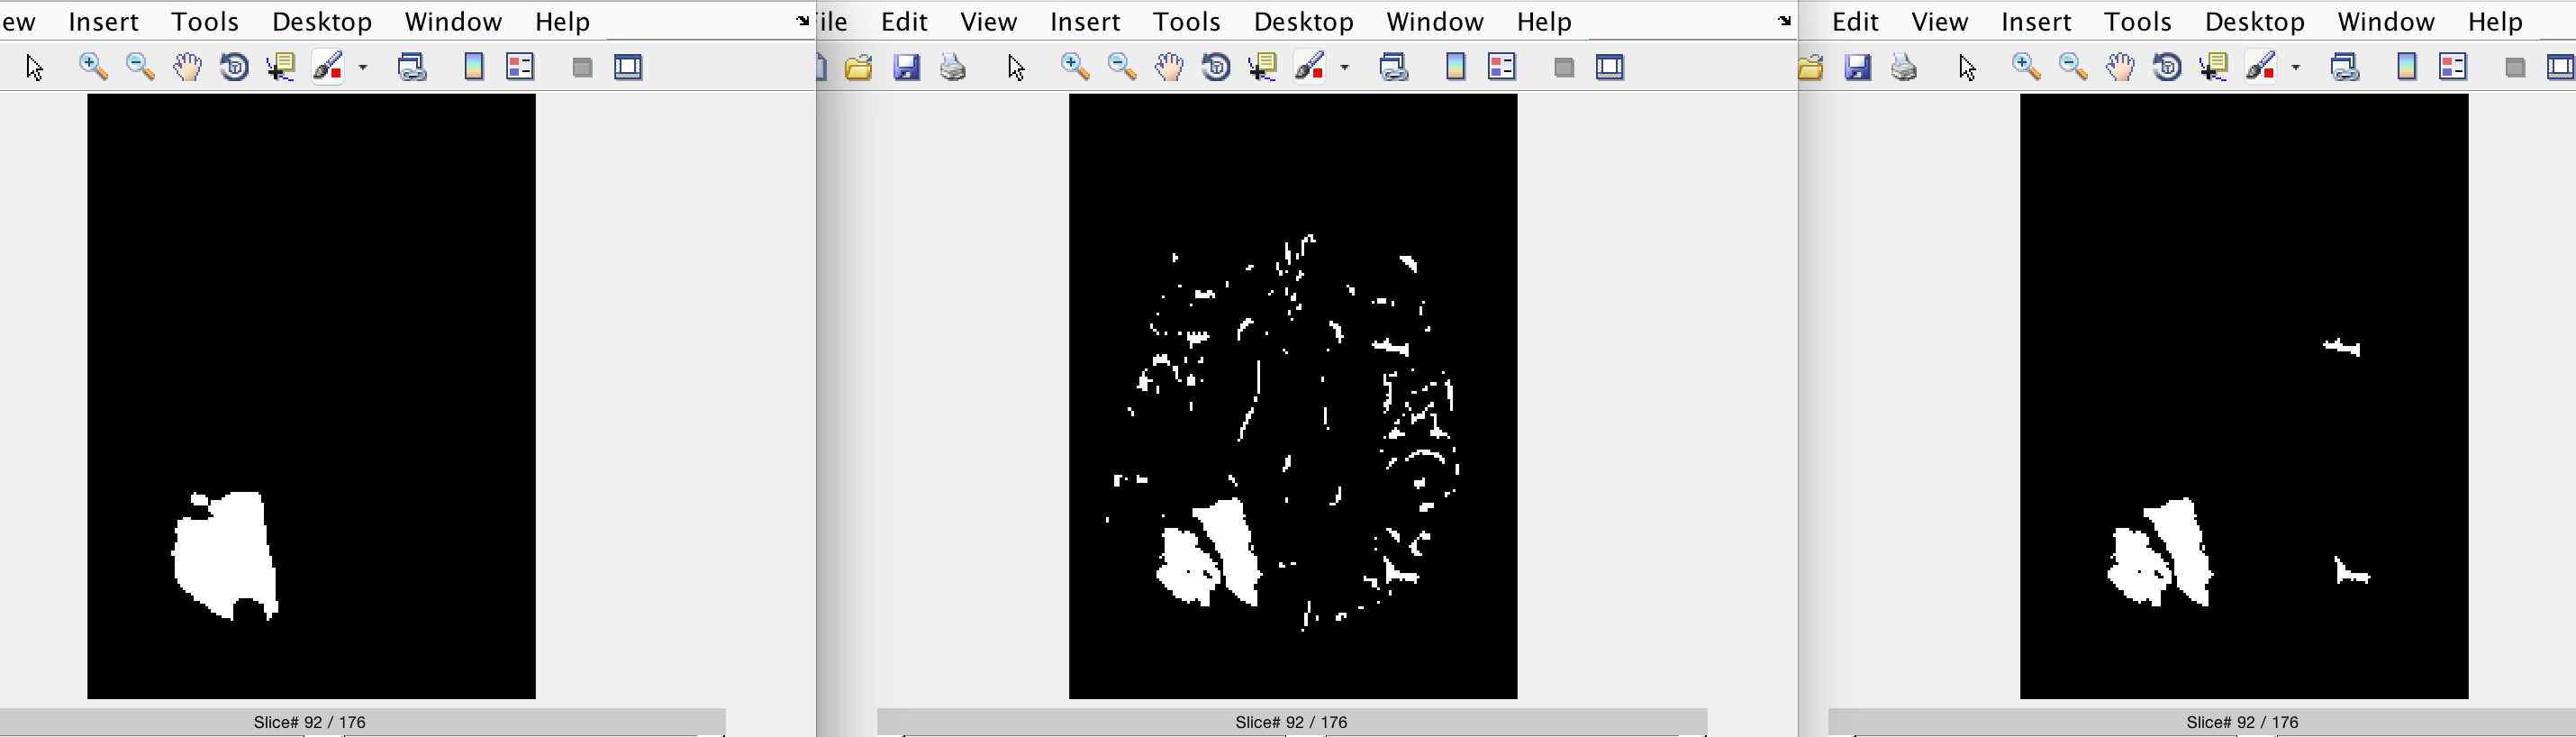 ew Insert Tools Desktop Window Help
ile Edit View Insert Tools Desktop Window Help
Edit View Insert Tools Desktop Window Help
Slice# 92 / 176
Slice# 92 / 176
Slice# 92 / 176